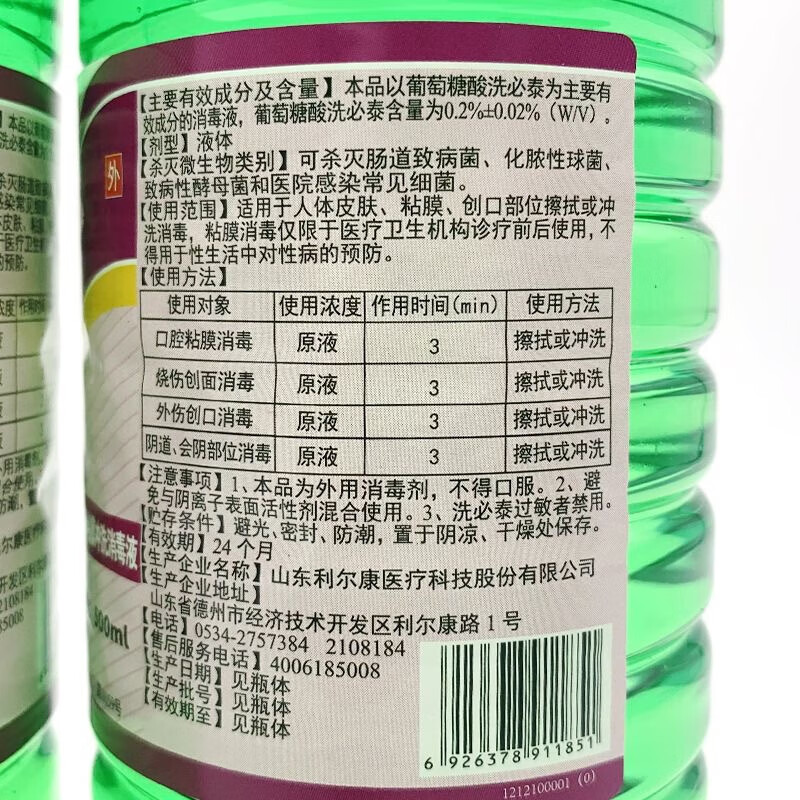 【主要有效成分及含量】本品以葡萄糖酸洗必泰为主要有
效成分的消毒液，葡萄糖酸洗必泰含量为0.2%±0.02%（W/V）。
【剂型】液体
【杀灭微生物类别】可杀灭肠道致病菌、化脓性球菌、
致病性酵母菌和医院感染常见细菌。
【使用范围】适用于人体皮肤、粘膜、创口部位擦拭或冲
洗消毒，粘膜消毒仅限于医疗卫生机构诊疗前后使用，不
得用于性生活中对性病的预防。
【使用方法】
使用对象 使用浓度 作用时间(min) 使用方法
口腔粘膜消毒 原液 3 擦拭或冲洗
烧伤创面消毒 原液 3 擦拭或冲洗
外伤创口消毒 原液 3 擦拭或冲洗
阴道、会阴部位消毒 原液 3 擦拭或冲洗
【注意事项】1、本品为外用消毒剂，不得口服。2、避
免与阴离子表面活性剂混合使用。3、洗必泰过敏者禁用。
【贮存条件】避光、密封、防潮，置于阴凉、干燥处保存。
【有效期】24个月
【生产企业名称】山东利尔康医疗科技股份有限公司
【生产企业地址】
山东省德州市经济技术开发区利尔康路1号
【电话】0534-2757384 2108184
【售后服务电话】4006185008
【生产日期】见瓶体
【生产批号】见瓶体
【有效期至】见瓶体
6 926378 911851
1212100001（0）
外
消毒液
500ml